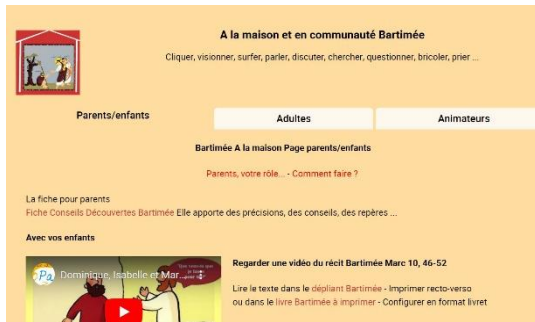 A la maison et en communauté Bartimée
Cliquer, visionner, surfer, parler, discuter, chercher, questionner, bricoler, prier ...
Parents/enfants
Adultes
Animateurs
Bartimée A la maison Page parents/enfants
Parents, votre rôle... - Comment faire ?
La fiche pour parents
Fiche Conseils Découvertes Bartimée Elle apporte des précisions, des conseils, des repères ...
Avec vos enfants
Pa
Dominique, Isabelle et Mar...
Regarder une vidéo du récit Bartimée Marc 10, 46-52
Lire le texte dans le dépliant Bartimée - Imprimer recto-verso
ou dans le livre Bartimée à imprimer - Configurer en format livret